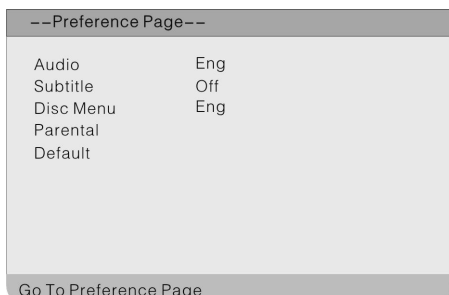 --Preference Page--
Audio Eng
Subtitle Off
Disc Menu Eng
Parental
Default
Go To Preference Page